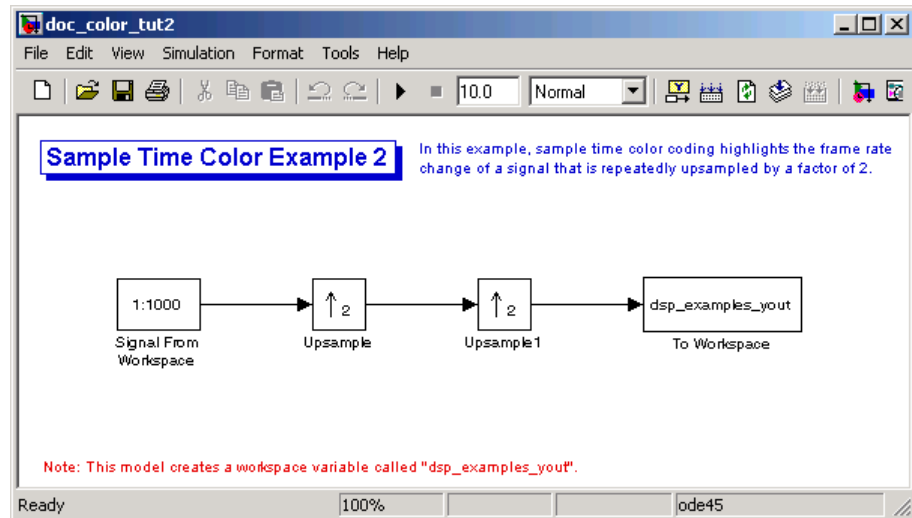 doc_color_tut2
File Edit View Simulation Format Tools Help
10.0 Normal
Sample Time Color Example 2
In this example, sample time color coding highlights the frame rate
change of a signal that is repeatedly upsampled by a factor of 2.
1:1000
↑2
↑2
dsp_examples_yout
Signal From
Workspace
Upsample
Upsample1
To Workspace
Note: This model creates a workspace variable called "dsp_examples_yout".
Ready 100% ode45